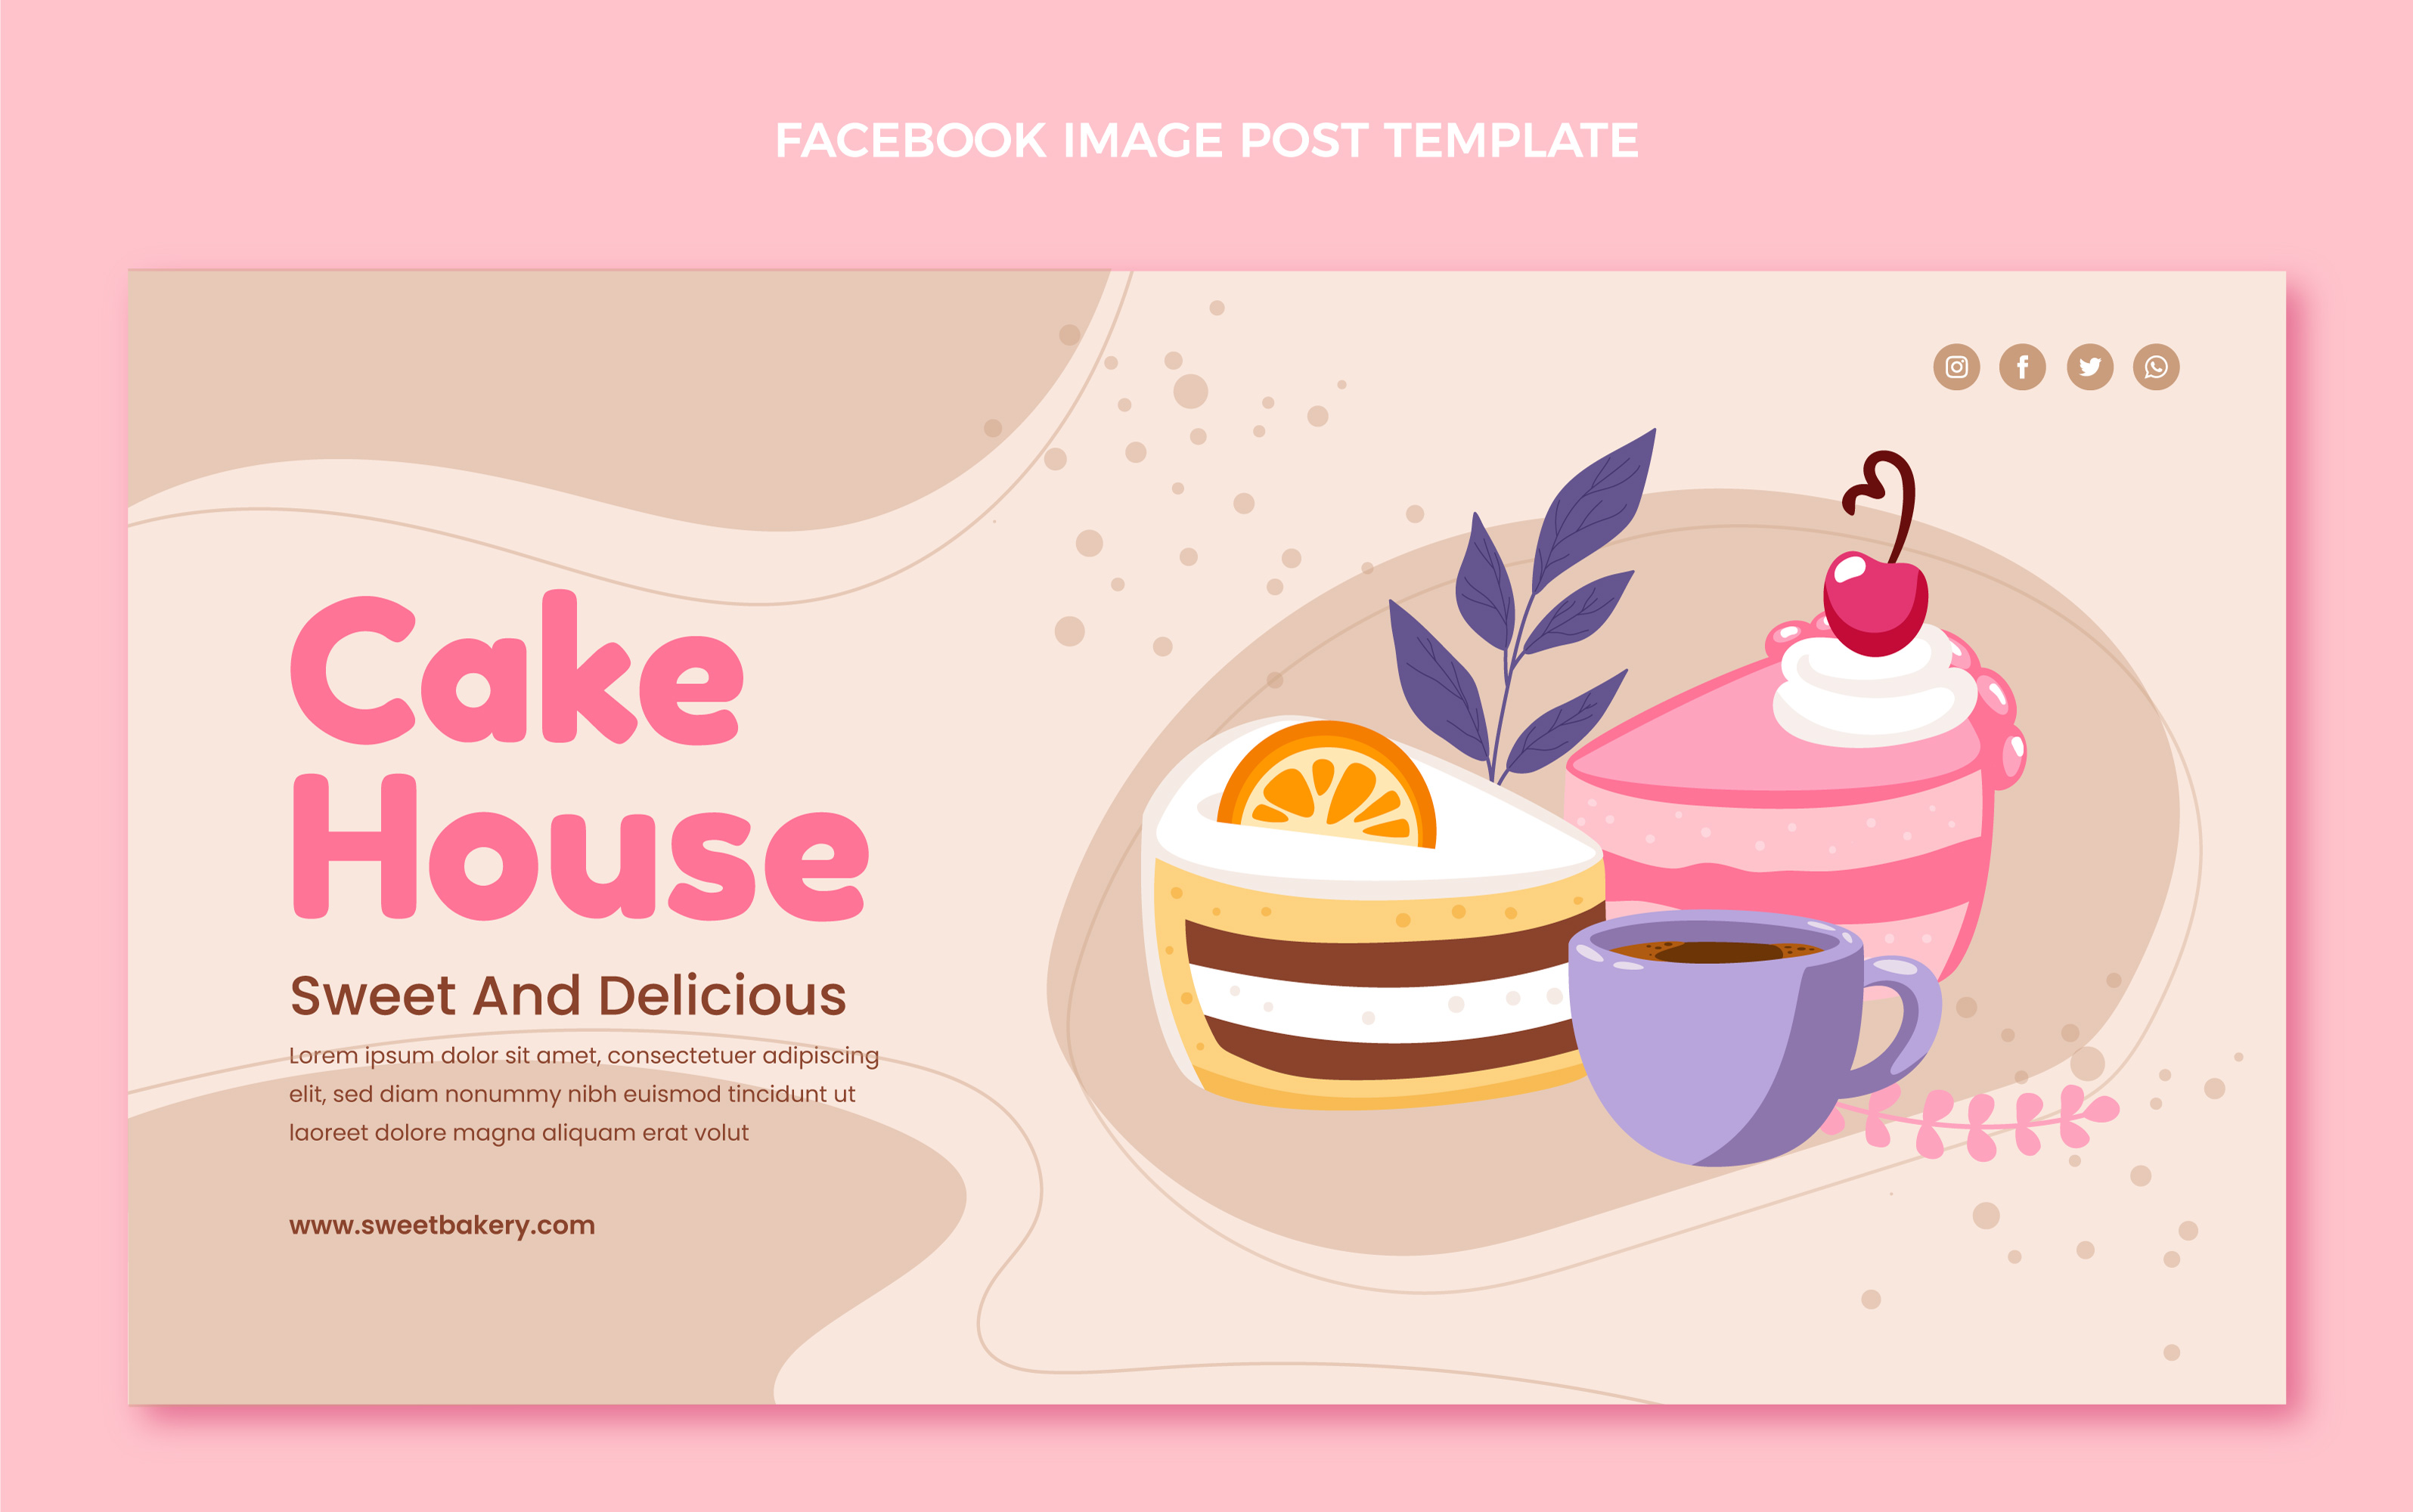 FACEBOOK IMAGE POST TEMPLATE
Cake
House
Sweet And Delicious
Lorem ipsum dolor sit amet, consectetuer adipiscing
elit, sed diam nonummy nibh euismod tincidunt ut
laoreet dolore magna aliquam erat volut
www.sweetbakery.com